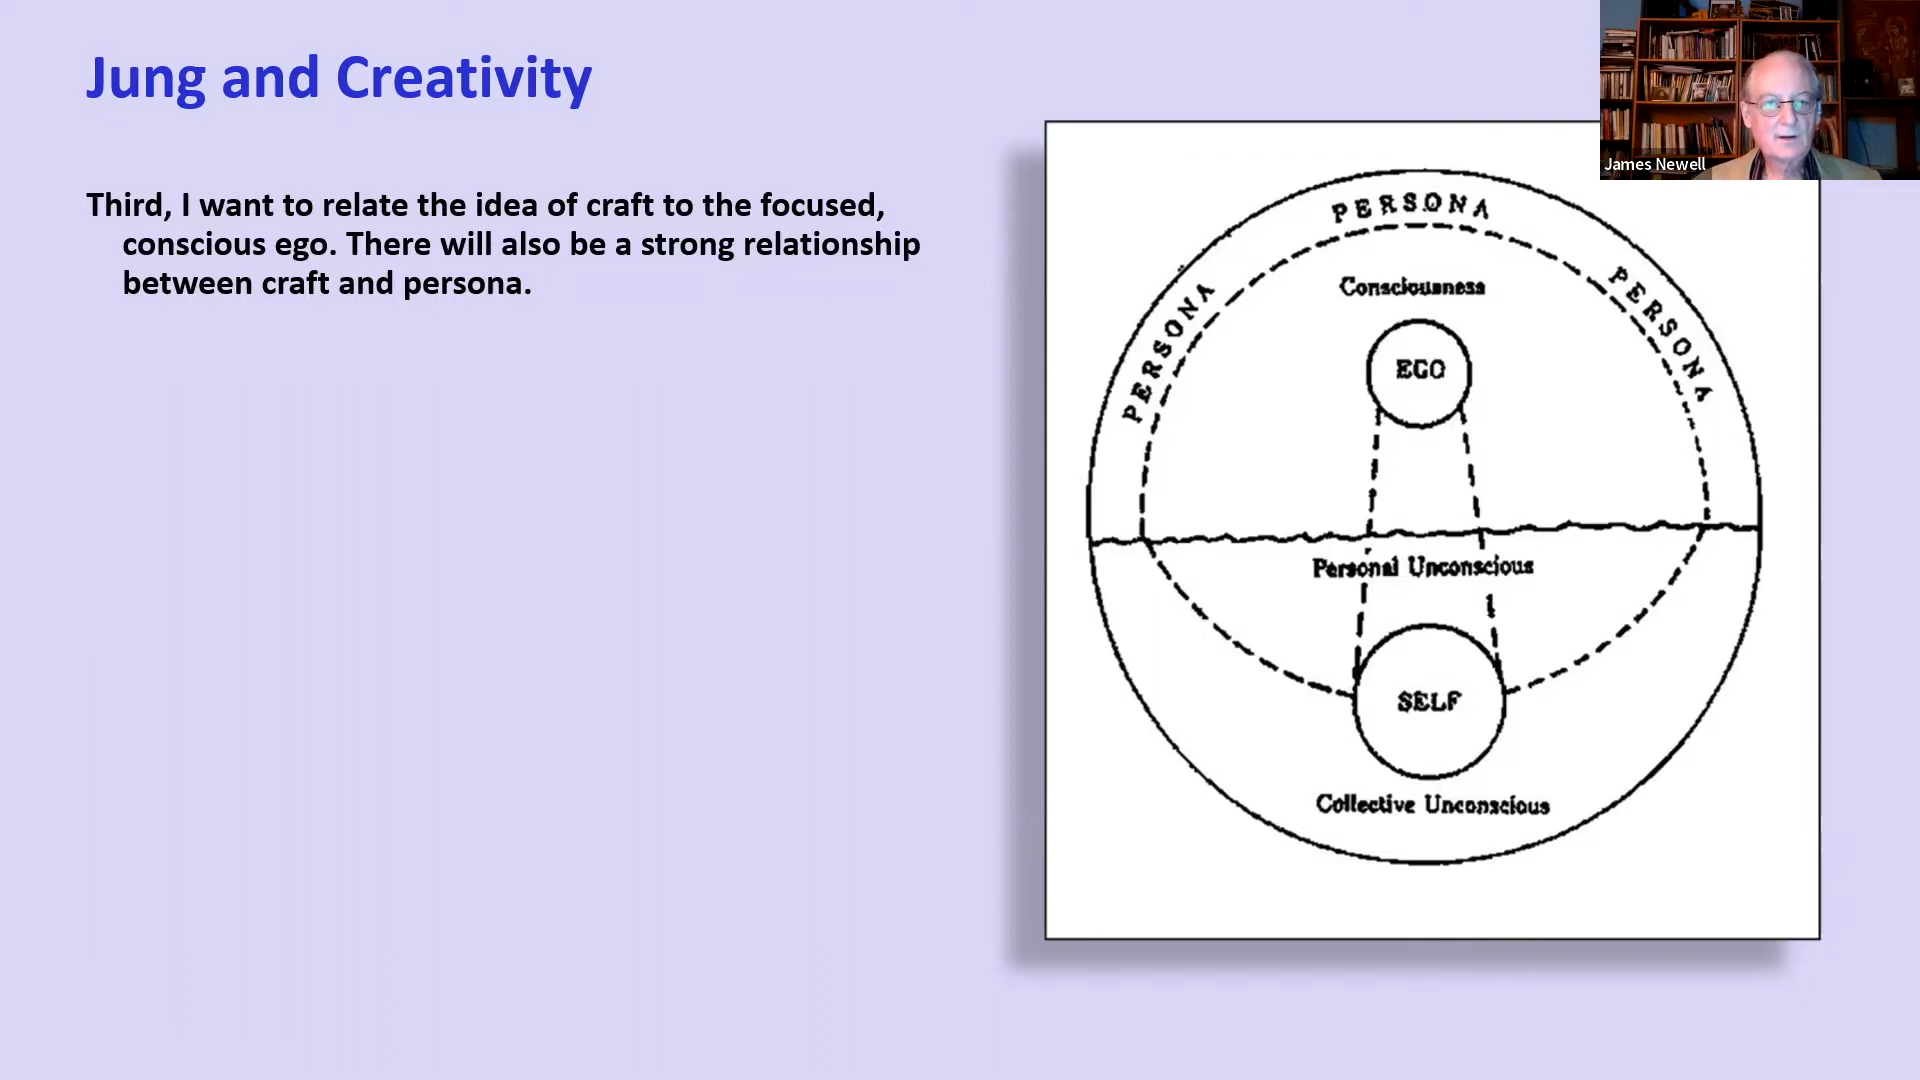 Jung and Creativity
James Newell
Third, I want to relate the idea of craft to the focused,
conscious ego. There will also be a strong relationship
between craft and persona.
PERSONA
PERSONA
PERSONA
Consciousness
EGO
Personal Unconscious
SELF
Collective Unconscious